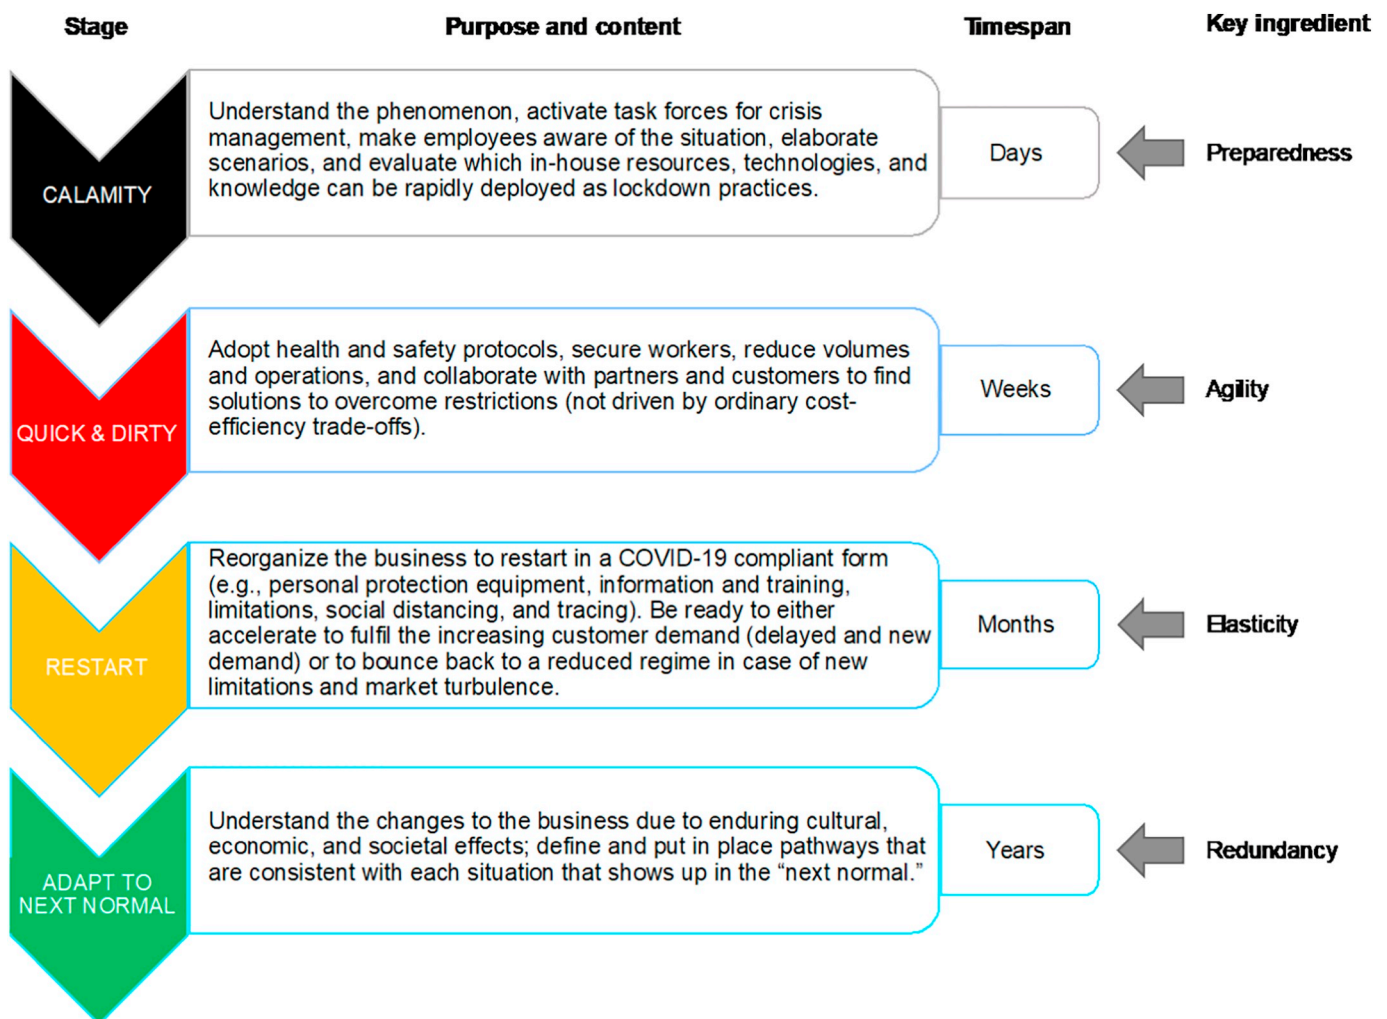 Stage
Purpose and content
Timespan
Key ingredient
CALAMITY
Understand the phenomenon, activate task forces for crisis
management, make employees aware of the situation, elaborate
scenarios, and evaluate which in-house resources, technologies, and
knowledge can be rapidly deployed as lockdown practices.
Days
Preparedness
QUICK & DIRTY
Adopt health and safety protocols, secure workers, reduce volumes
and operations, and collaborate with partners and customers to find
solutions to overcome restrictions (not driven by ordinary cost-
efficiency trade-offs).
Weeks
Agility
RESTART
Reorganize the business to restart in a COVID-19 compliant form
(e.g., personal protection equipment, information and training,
limitations, social distancing, and tracing). Be ready to either
accelerate to fulfil the increasing customer demand (delayed and new
demand) or to bounce back to a reduced regime in case of new
limitations and market turbulence.
Months
Elasticity
ADAPT TO
NEXT NORMAL
Understand the changes to the business due to enduring cultural,
economic, and societal effects; define and put in place pathways that
are consistent with each situation that shows up in the “next normal.”
Years
Redundancy